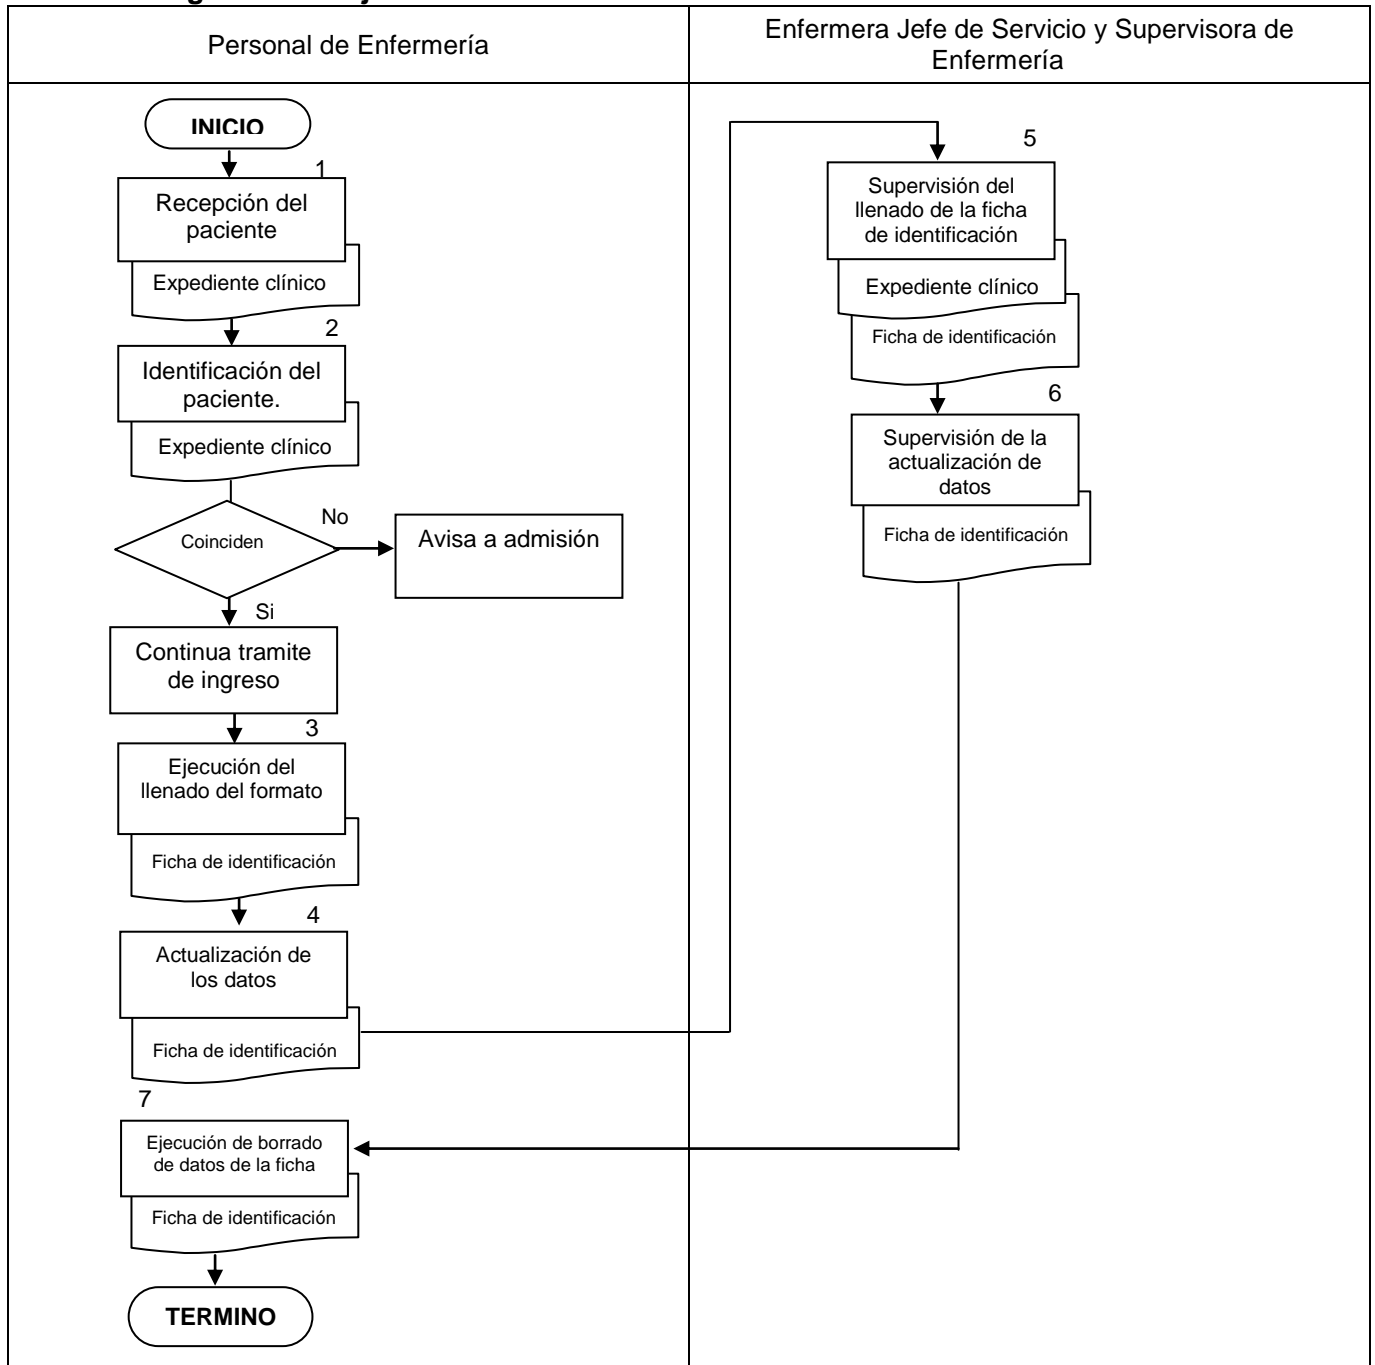 Personal de Enfermería
Enfermera Jefe de Servicio y Supervisora de
Enfermería
INICIO
1
Recepción del
paciente
Expediente clínico
2
Identificación del
paciente.
Expediente clínico
Coinciden
No
Avisa a admisión
Si
Continua tramite
de ingreso
3
Ejecución del
llenado del formato
Ficha de identificación
4
Actualización de
los datos
Ficha de identificación
5
Supervisión del
llenado de la ficha
de identificación
Expediente clínico
Ficha de identificación
6
Supervisión de la
actualización de
datos
Ficha de identificación
7
Ejecución de borrado
de datos de la ficha
Ficha de identificación
TERMINO